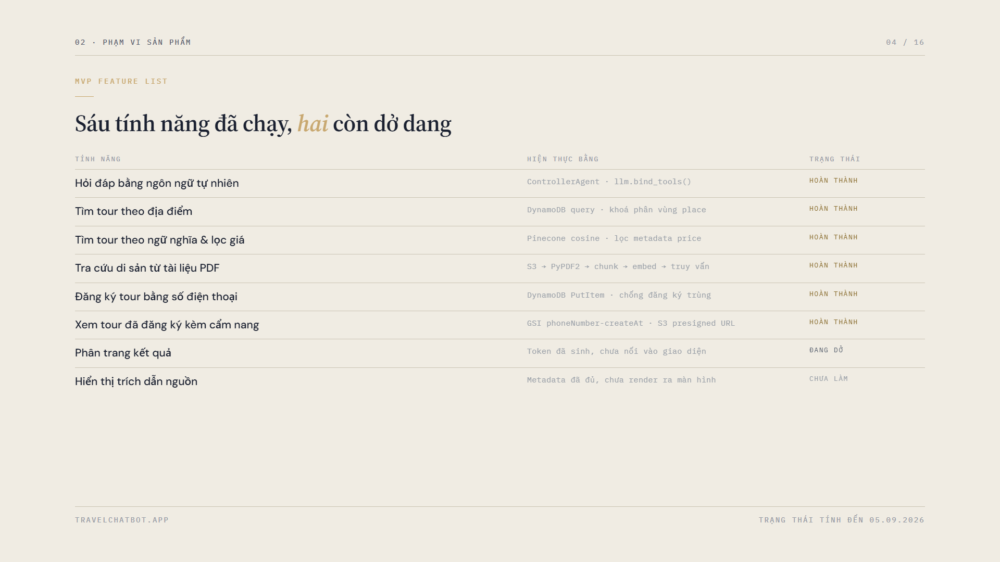 02 · PHẠM VI SẢN PHẨM
04 / 16
MVP FEATURE LIST
Sáu tính năng đã chạy, hai còn dở dang
TÍNH NĂNG HIỆN THỰC BẰNG TRẠNG THÁI
Hỏi đáp bằng ngôn ngữ tự nhiên ControllerAgent · llm.bind_tools() HOÀN THÀNH
Tìm tour theo địa điểm DynamoDB query · khoá phân vùng place HOÀN THÀNH
Tìm tour theo ngữ nghĩa & lọc giá Pinecone cosine · lọc metadata price HOÀN THÀNH
Tra cứu di sản từ tài liệu PDF S3 → PyPDF2 → chunk → embed → truy vấn HOÀN THÀNH
Đăng ký tour bằng số điện thoại DynamoDB PutItem · chống đăng ký trùng HOÀN THÀNH
Xem tour đã đăng ký kèm cẩm nang GSI phoneNumber-createAt · S3 presigned URL HOÀN THÀNH
Phân trang kết quả Token đã sinh, chưa nối vào giao diện ĐANG DỞ
Hiển thị trích dẫn nguồn Metadata đã đủ, chưa render ra màn hình CHƯA LÀM
TRAVELCHATBOT.APP
TRẠNG THÁI TÍNH ĐẾN 05.09.2026